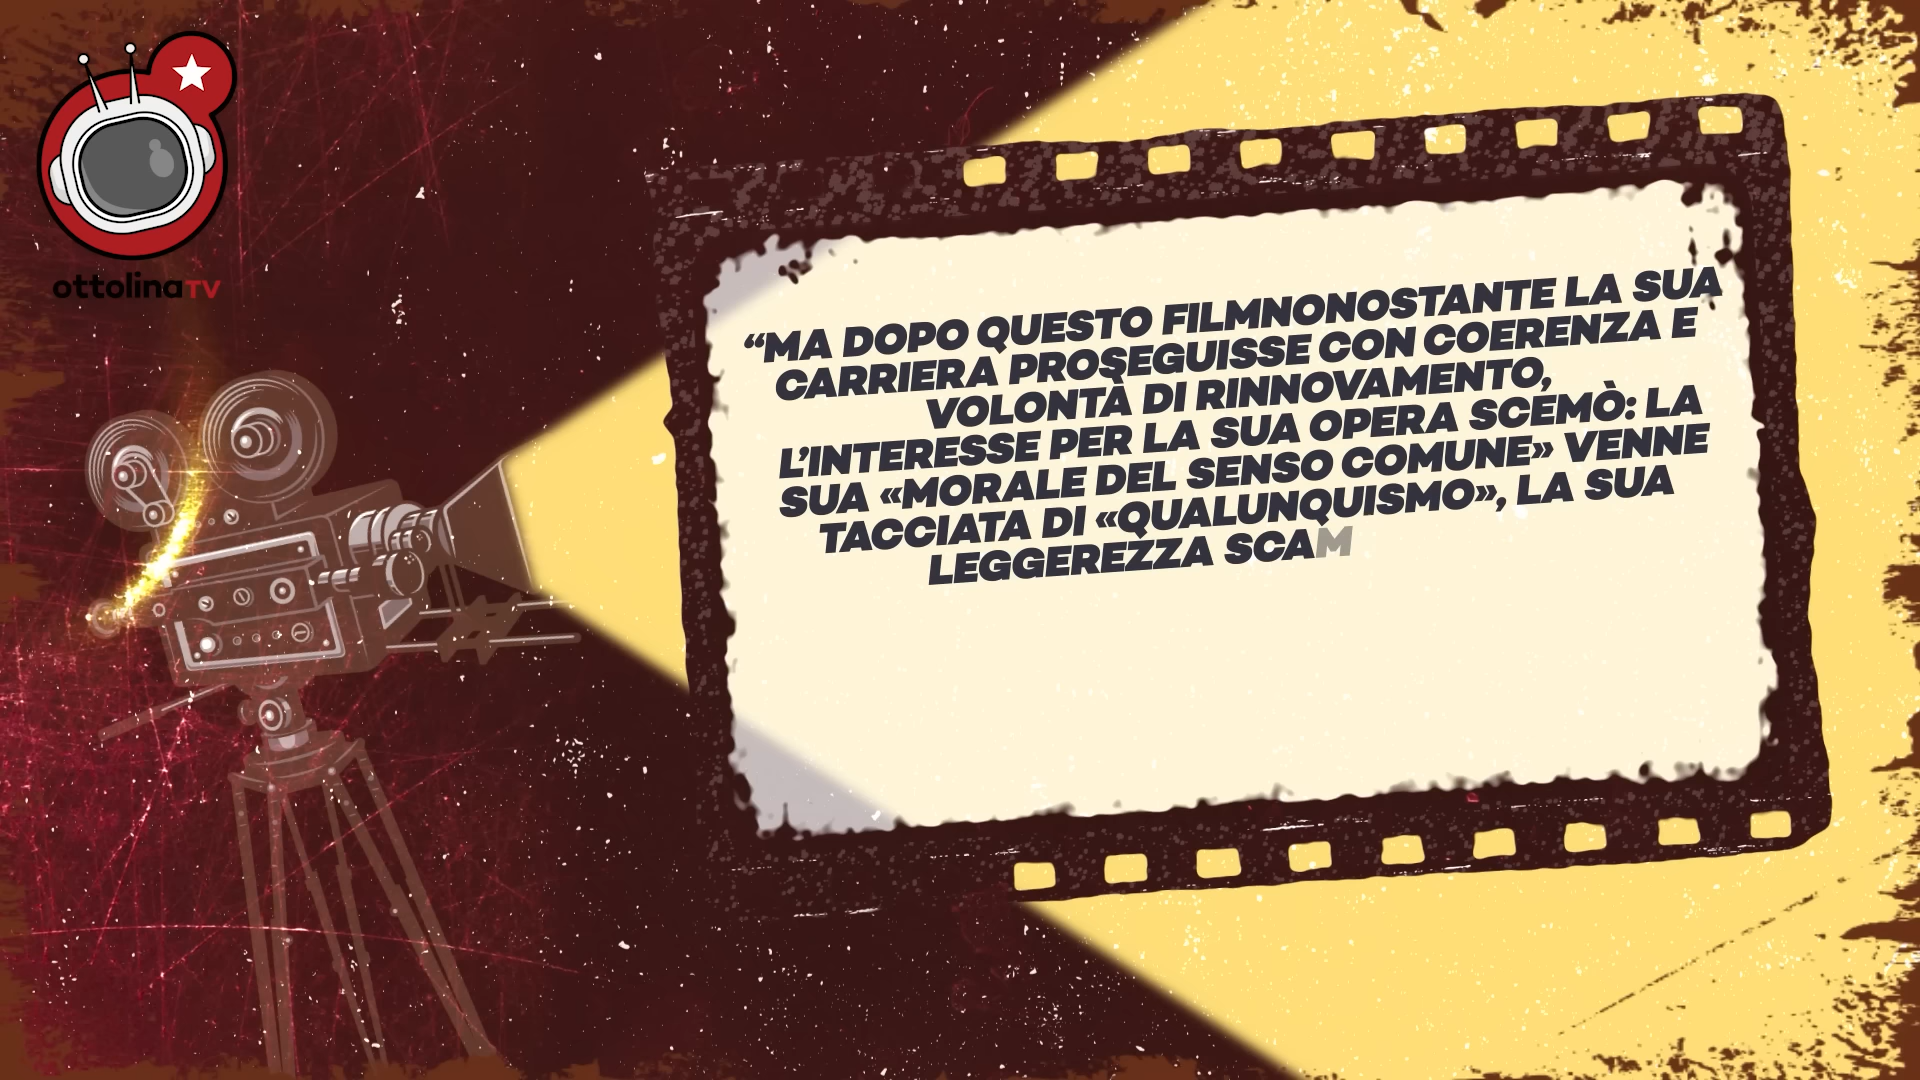 ottolinaTV
“MA DOPO QUESTO FILMNONOSTANTE LA SUA
CARRIERA PROSEGUISSE CON COERENZA E
VOLONTÀ DI RINNOVAMENTO,
L’INTERESSE PER LA SUA OPERA SCEMÒ: LA
SUA «MORALE DEL SENSO COMUNE» VENNE
TACCIATA DI «QUALUNQUISMO», LA SUA
LEGGEREZZA SCAM